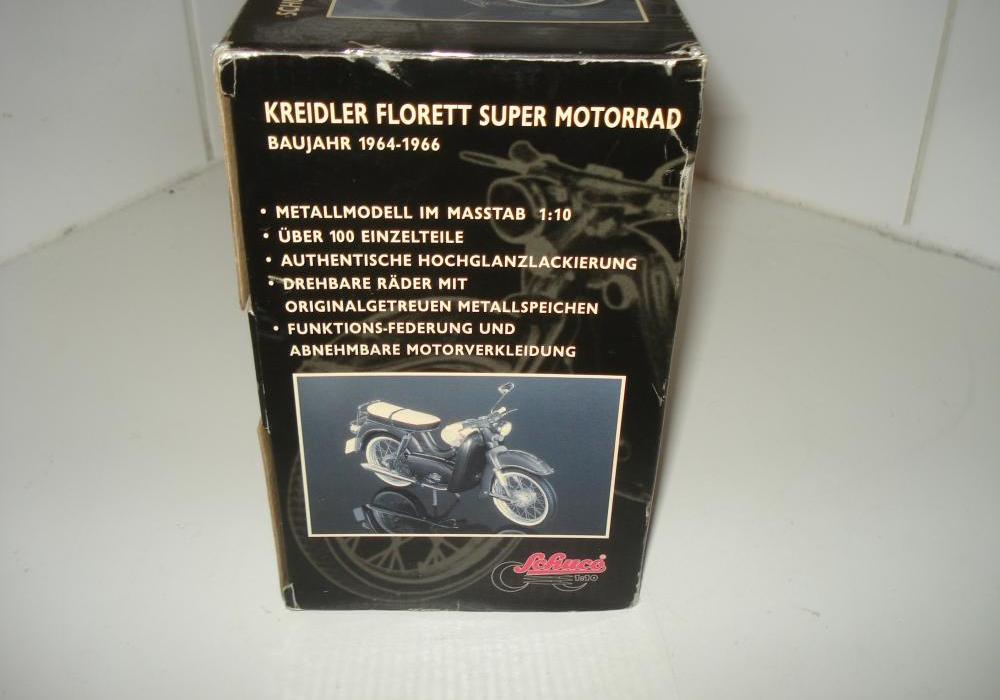 SCHU
KREIDLER FLORETT SUPER MOTORRAD
BAUJAHR 1964-1966
• METALLMODELL IM MASSTAB 1:10
• ÜBER 100 EINZELTEILE
• AUTHENTISCHE HOCHGLANZLACKIERUNG
• DREHBARE RÄDER MIT
ORIGINALGETREUEN METALLSPEICHEN
• FUNKTIONS-FEDERUNG UND
ABNEHMBARE MOTORVERKLEIDUNG
Schuco
1:10